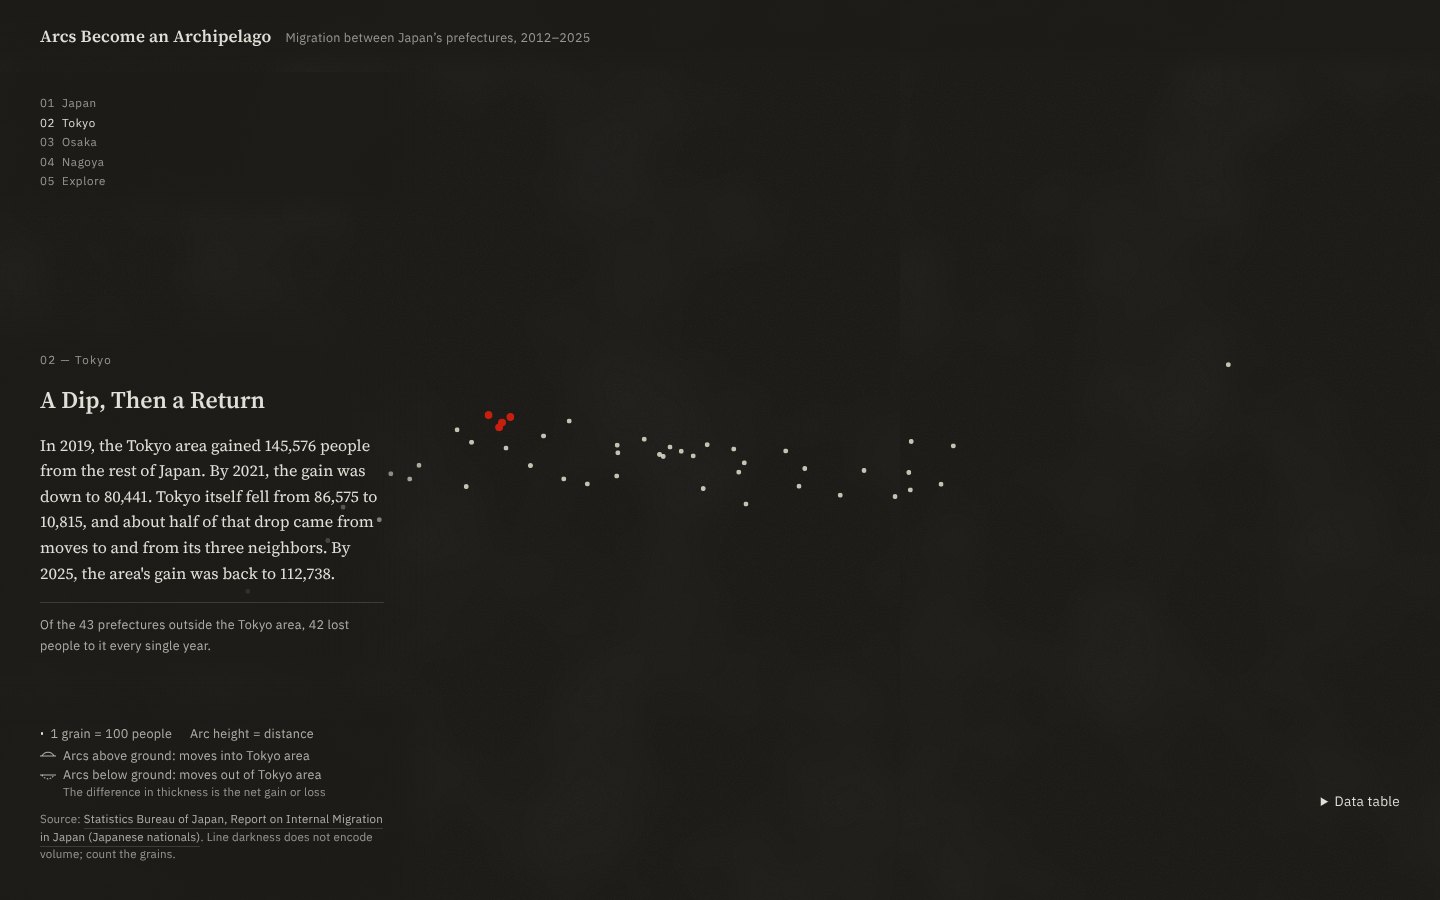 Arcs Become an Archipelago Migration between Japan's prefectures, 2012–2025
01 Japan
02 Tokyo
03 Osaka
04 Nagoya
05 Explore
02 — Tokyo
A Dip, Then a Return
In 2019, the Tokyo area gained 145,576 people
from the rest of Japan. By 2021, the gain was
down to 80,441. Tokyo itself fell from 86,575 to
10,815, and about half of that drop came from
moves to and from its three neighbors. By
2025, the area's gain was back to 112,738.
Of the 43 prefectures outside the Tokyo area, 42 lost
people to it every single year.
1 grain = 100 people Arc height = distance
Arcs above ground: moves into Tokyo area
Arcs below ground: moves out of Tokyo area
The difference in thickness is the net gain or loss
Source: Statistics Bureau of Japan, Report on Internal Migration
in Japan (Japanese nationals). Line darkness does not encode
volume; count the grains.
Data table